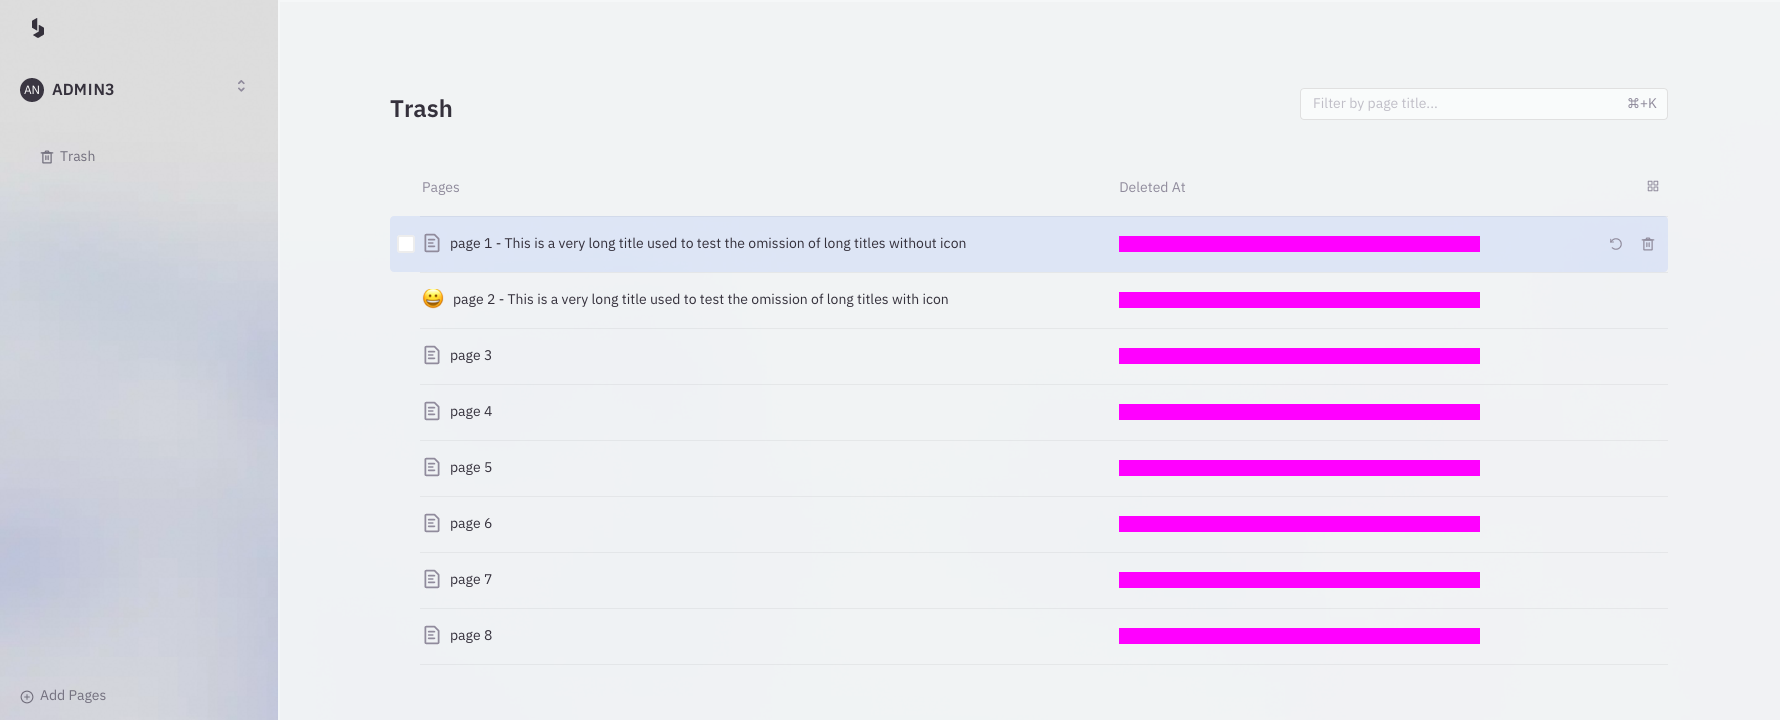 AN ADMIN3
Trash
Add Pages
Trash
Filter by page title... ⌘+K
Pages Deleted At
page 1 - This is a very long title used to test the omission of long titles without icon
page 2 - This is a very long title used to test the omission of long titles with icon
page 3
page 4
page 5
page 6
page 7
page 8